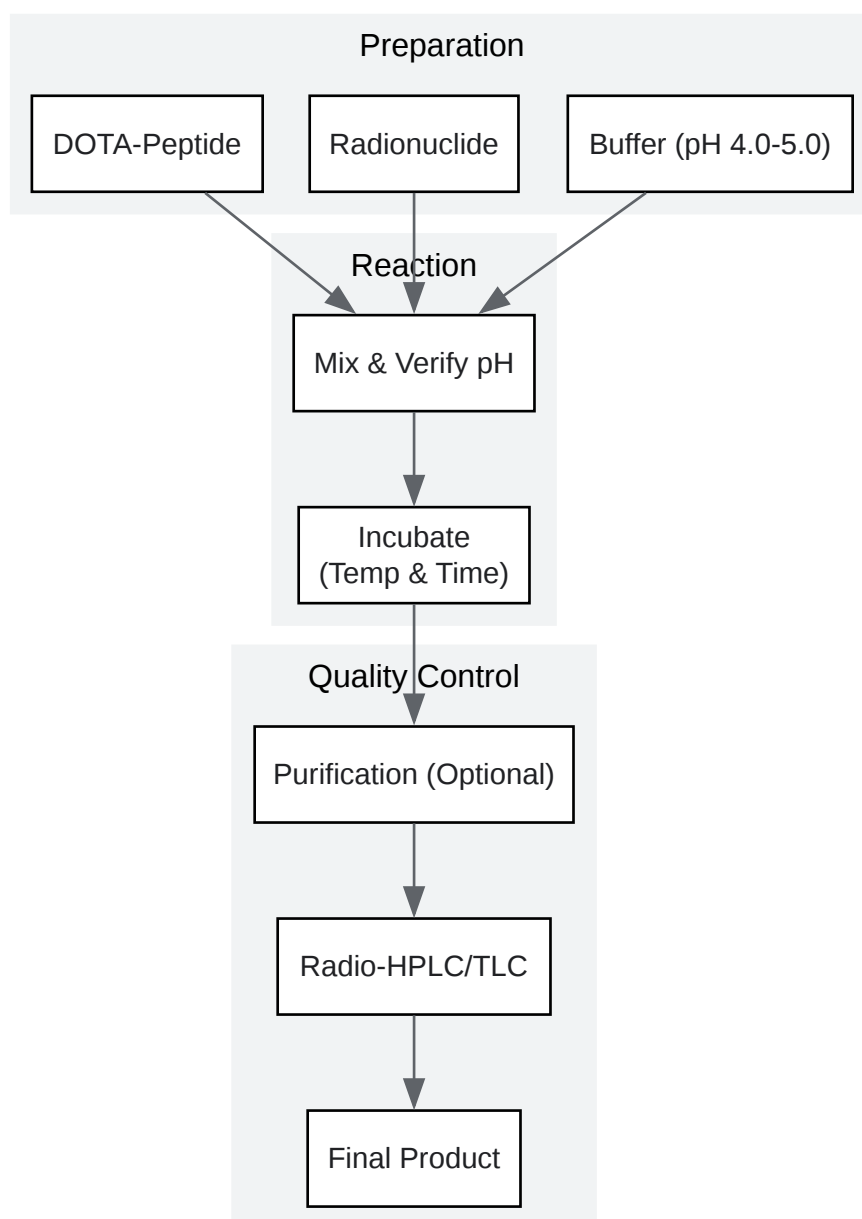 Preparation
DOTA-Peptide
Radionuclide
Buffer (pH 4.0-5.0)
Reaction
Mix & Verify pH
Incubate
(Temp & Time)
Quality Control
Purification (Optional)
Radio-HPLC/TLC
Final Product